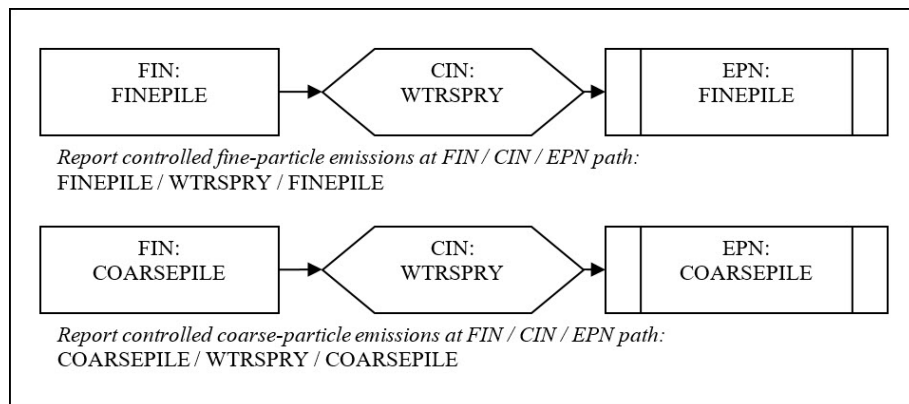 FIN:
FINEPILE
CIN:
WTRSPRY
EPN:
FINEPILE
Report controlled fine-particle emissions at FIN / CIN / EPN path:
FINEPILE / WTRSPRY / FINEPILE
FIN:
COARSEPILE
CIN:
WTRSPRY
EPN:
COARSEPILE
Report controlled coarse-particle emissions at FIN / CIN / EPN path:
COARSEPILE / WTRSPRY / COARSEPILE